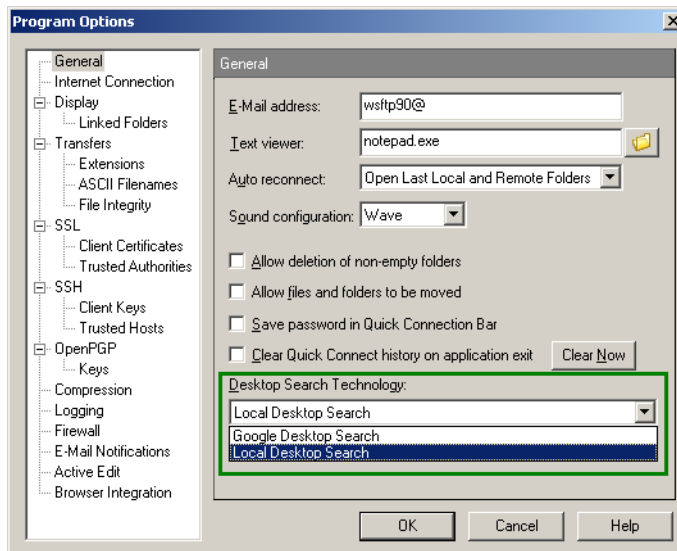 Program Options
General
Internet Connection
Display
Linked Folders
Transfers
Extensions
ASCII Filenames
File Integrity
SSL
Client Certificates
Trusted Authorities
SSH
Client Keys
Trusted Hosts
OpenPGP
Keys
Compression
Logging
Firewall
E-Mail Notifications
Active Edit
Browser Integration
General
E-Mail address: wsftp90@
Text viewer: notepad.exe
Auto reconnect: Open Last Local and Remote Folders
Sound configuration: Wave
Allow deletion of non-empty folders
Allow files and folders to be moved
Save password in Quick Connection Bar
Clear Quick Connect history on application exit Clear Now
Desktop Search Technology:
Local Desktop Search
Google Desktop Search
Local Desktop Search
OK Cancel Help